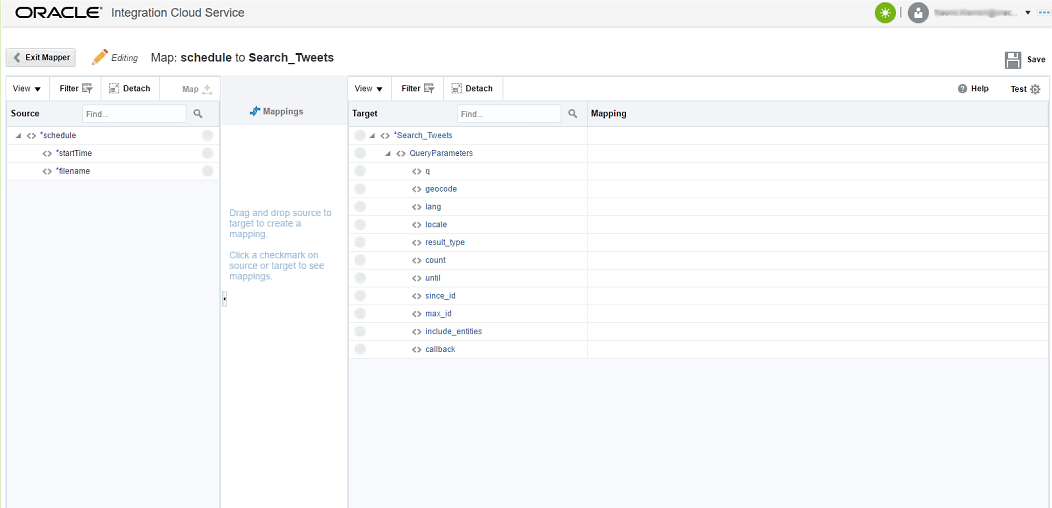 ORACLE® Integration Cloud Service
Exit Mapper Editing Map: schedule to Search_Tweets Save
View Filter Detach Map
Source Find...
*schedule
*startTime
*filename
Mappings
Drag and drop source to
target to create a
mapping.
Click a checkmark on
source or target to see
mappings.
View Filter Detach Help Test
Target Find... Mapping
*Search_Tweets
QueryParameters
q
geocode
lang
locale
result_type
count
until
since_id
max_id
include_entities
callback